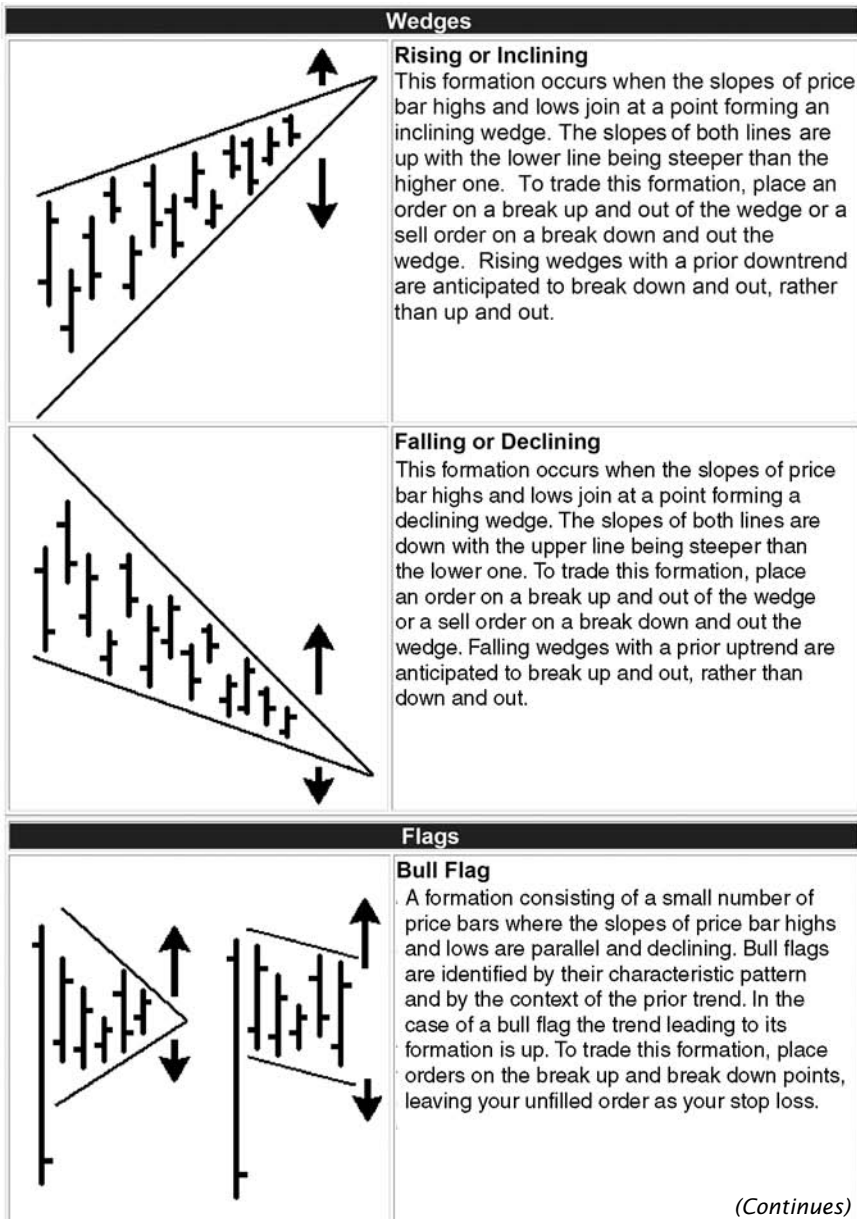 Wedges
Rising or Inclining
This formation occurs when the slopes of price
bar highs and lows join at a point forming an
inclining wedge. The slopes of both lines are
up with the lower line being steeper than the
higher one.  To trade this formation, place an
order on a break up and out of the wedge or a
sell order on a break down and out the
wedge.  Rising wedges with a prior downtrend
are anticipated to break down and out, rather
than up and out.
Falling or Declining
This formation occurs when the slopes of price
bar highs and lows join at a point forming a
declining wedge. The slopes of both lines are
down with the upper line being steeper than
the lower one. To trade this formation, place
an order on a break up and out of the wedge
or a sell order on a break down and out the
wedge. Falling wedges with a prior uptrend are
anticipated to break up and out, rather than
down and out.
Flags
Bull Flag
A formation consisting of a small number of
price bars where the slopes of price bar highs
and lows are parallel and declining. Bull flags
are identified by their characteristic pattern
and by the context of the prior trend. In the
case of a bull flag the trend leading to its
formation is up. To trade this formation, place
orders on the break up and break down points,
leaving your unfilled order as your stop loss.
(Continues)